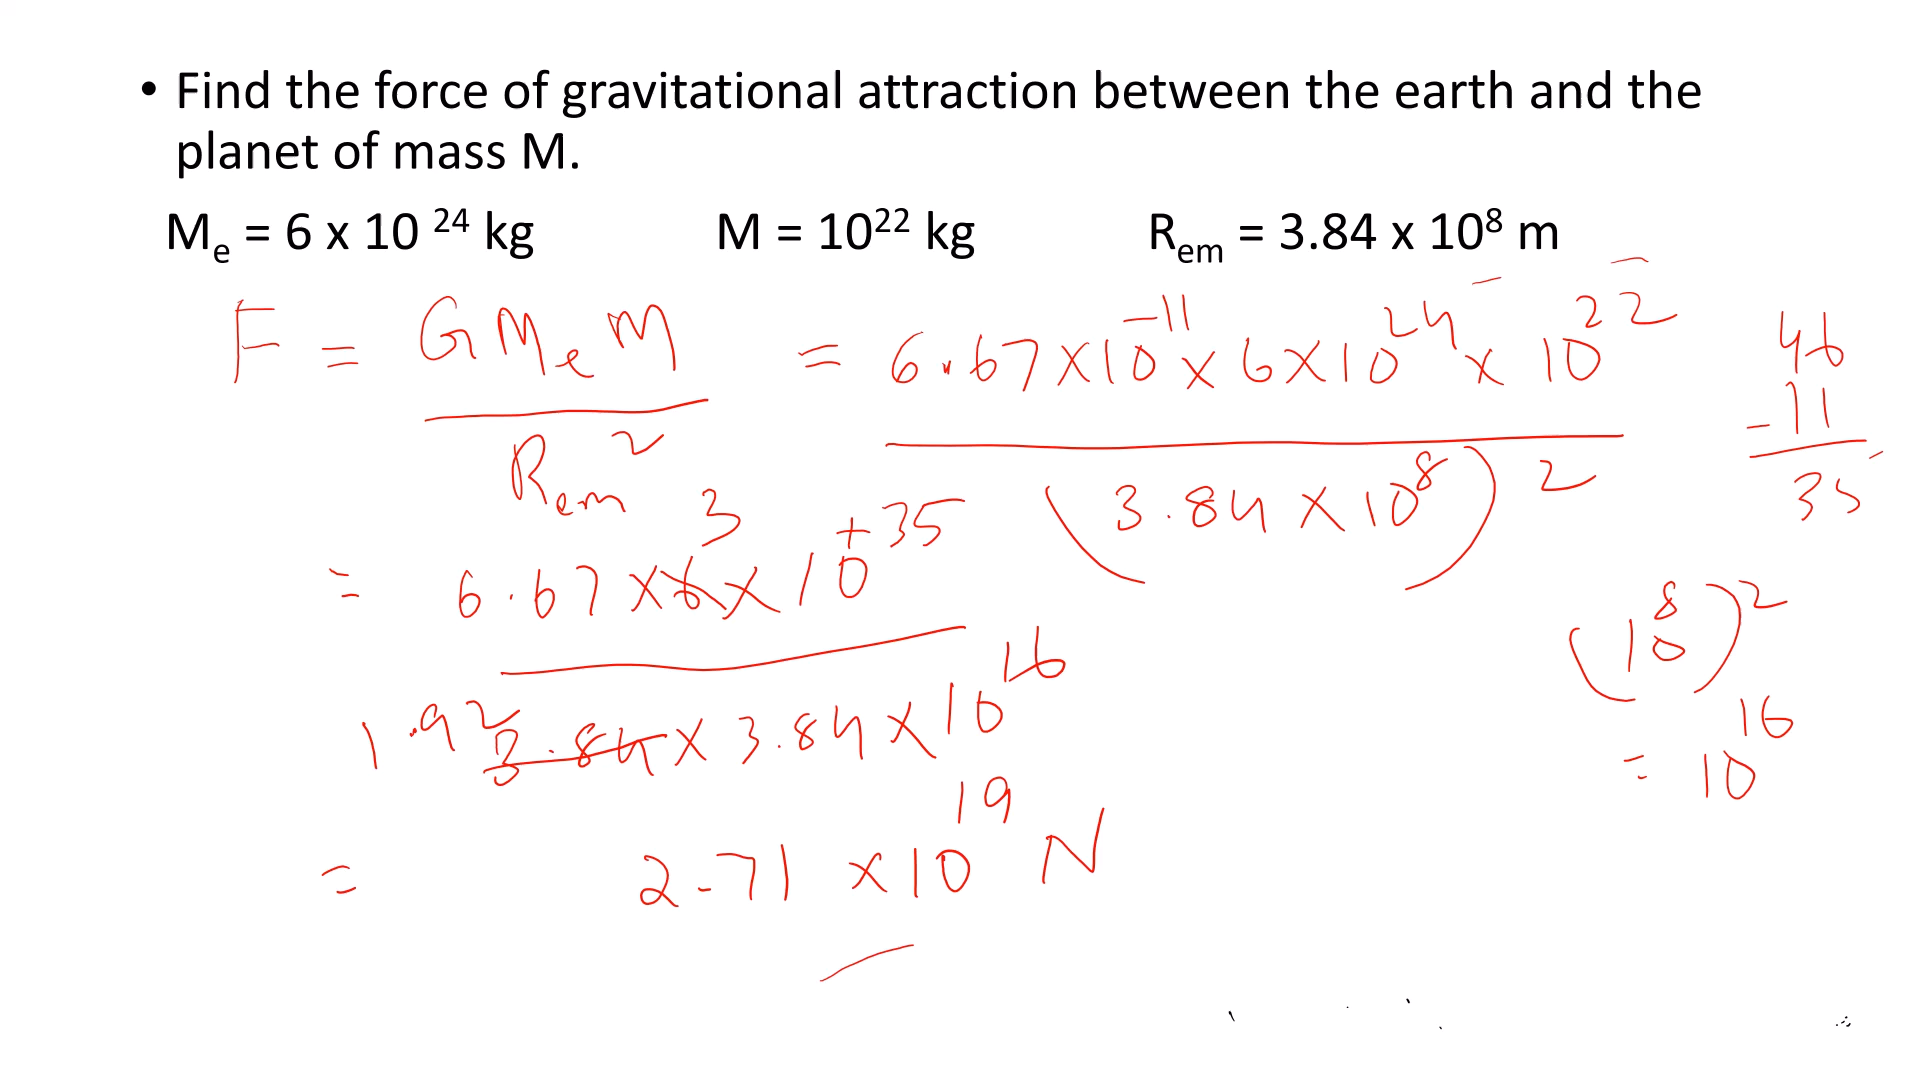 • Find the force of gravitational attraction between the earth and the
planet of mass M.
Mₑ = 6 x 10 ²⁴ kg M = 10²² kg Rₑₘ = 3.84 x 10⁸ m
F = GMₑM / Rₑₘ² = 6.67×10⁻¹¹ × 6×10²⁴ × 10²² / (3.84 × 10⁸)²
46
-11
35
= 6.67 × 6 × 10⁺³⁵ / 3.84 × 3.84 × 10¹⁶
3
1.92
(10⁸)²
= 10¹⁶
= 2.71 × 10¹⁹ N